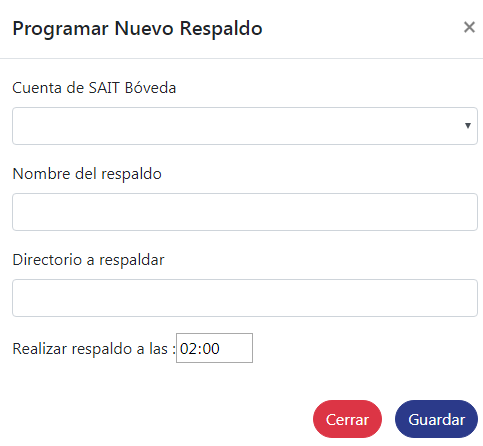 Programar Nuevo Respaldo ×
Cuenta de SAIT Bóveda
Nombre del respaldo
Directorio a respaldar
Realizar respaldo a las : 02:00
Cerrar Guardar